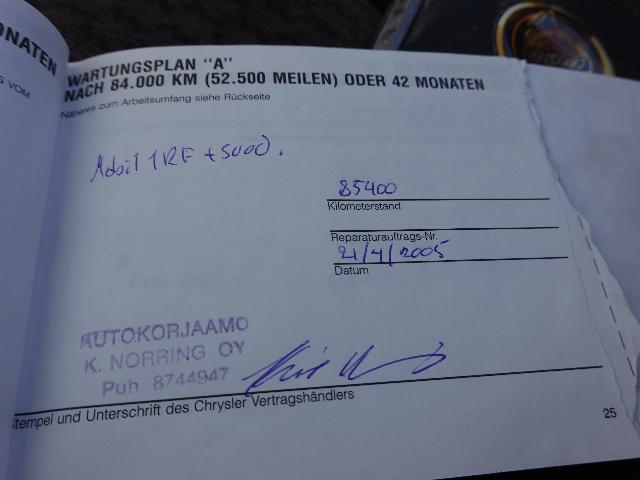 ONATEN
G VOM
WARTUNGSPLAN "A"
NACH 84.000 KM (52.500 MEILEN) ODER 42 MONATEN
Näheres zum Arbeitsumfang siehe Rückseite
Mobil 1
85400
Kilometerstand
Reparaturauftrags-Nr.
21/4/2005
Datum
AUTOKORJAAMO
K. NORRING OY
Puh. 8744947
Stempel und Unterschrift des Chrysler Vertragshändlers
25